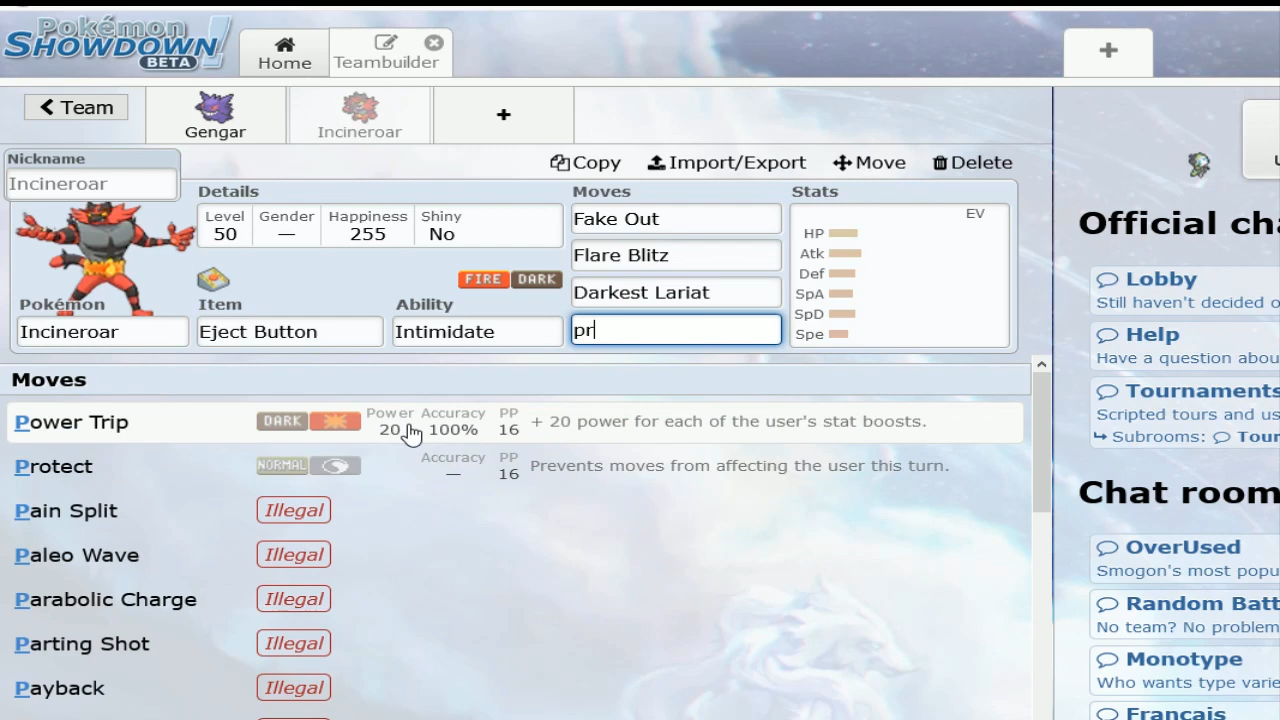 Pokémon
SHOWDOWN!
BETA
Home
Teambuilder
+
Team
Gengar
Incineroar
+
Nickname
Incineroar
Copy
Import/Export
Move
Delete
Details
Moves
Stats
Level
50
Gender
—
Happiness
255
Shiny
No
Fake Out
Flare Blitz
Darkest Lariat
pr
EV
HP
Atk
Def
SpA
SpD
Spe
FIRE DARK
Pokémon
Incineroar
Item
Eject Button
Ability
Intimidate
Moves
Power Trip DARK Power 20 Accuracy 100% PP 16 + 20 power for each of the user's stat boosts.
Protect NORMAL Accuracy — PP 16 Prevents moves from affecting the user this turn.
Pain Split Illegal
Paleo Wave Illegal
Parabolic Charge Illegal
Parting Shot Illegal
Payback Illegal
Official cha
Lobby
Still haven't decided o
Help
Have a question abou
Tournaments
Scripted tours and us
↳ Subrooms: Tour
Chat room
OverUsed
Smogon's most popu
Random Batt
No team? No problem
Monotype
Who wants type varie
Français